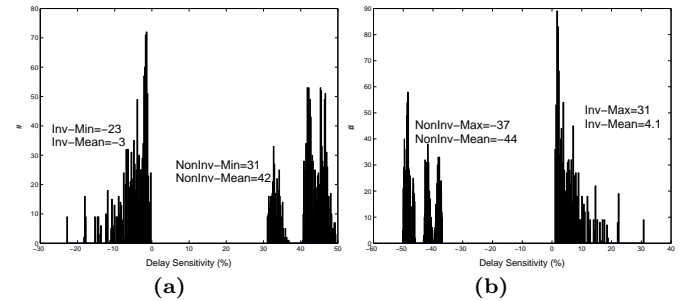 80
70
60
50
40
30
20
10
0
#
Inv−Min=−23
Inv−Mean=−3
NonInv−Min=31
NonInv−Mean=42
−30 −20 −10 0 10 20 30 40 50
Delay Sensitivity (%)
(a)
90
80
70
60
50
40
30
20
10
0
#
NonInv−Max=−37
NonInv−Mean=−44
Inv−Max=31
Inv−Mean=4.1
−60 −50 −40 −30 −20 −10 0 10 20 30 40
Delay Sensitivity (%)
(b)